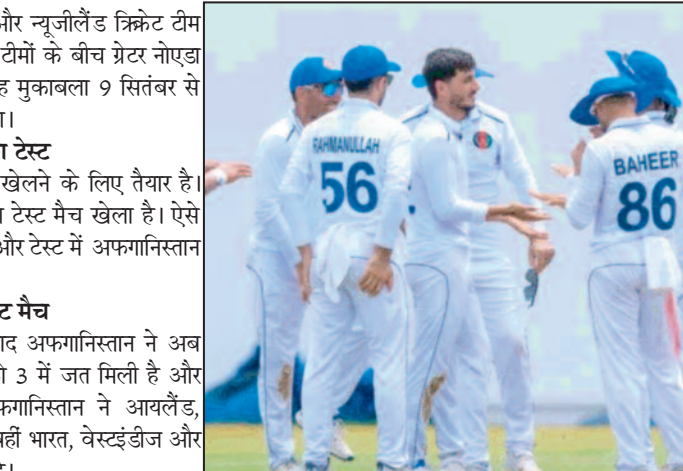 और न्यूजीलैंड क्रिक्रेट टीम
टीमों के बीच ग्रेटर नोएडा
ह मुकाबला 9 सितंबर से
ा।
ा टेस्ट
खेलने के लिए तैयार है।
ा टेस्ट मैच खेला है। ऐसे
और टेस्ट में अफगानिस्तान
ट मैच
ाद अफगानिस्तान ने अब
ो 3 में जत मिली है और
फगानिस्तान ने आयलैंड,
वहीं भारत, वेस्टइंडीज और
RAHMANULLAH
56
BAHEER
86